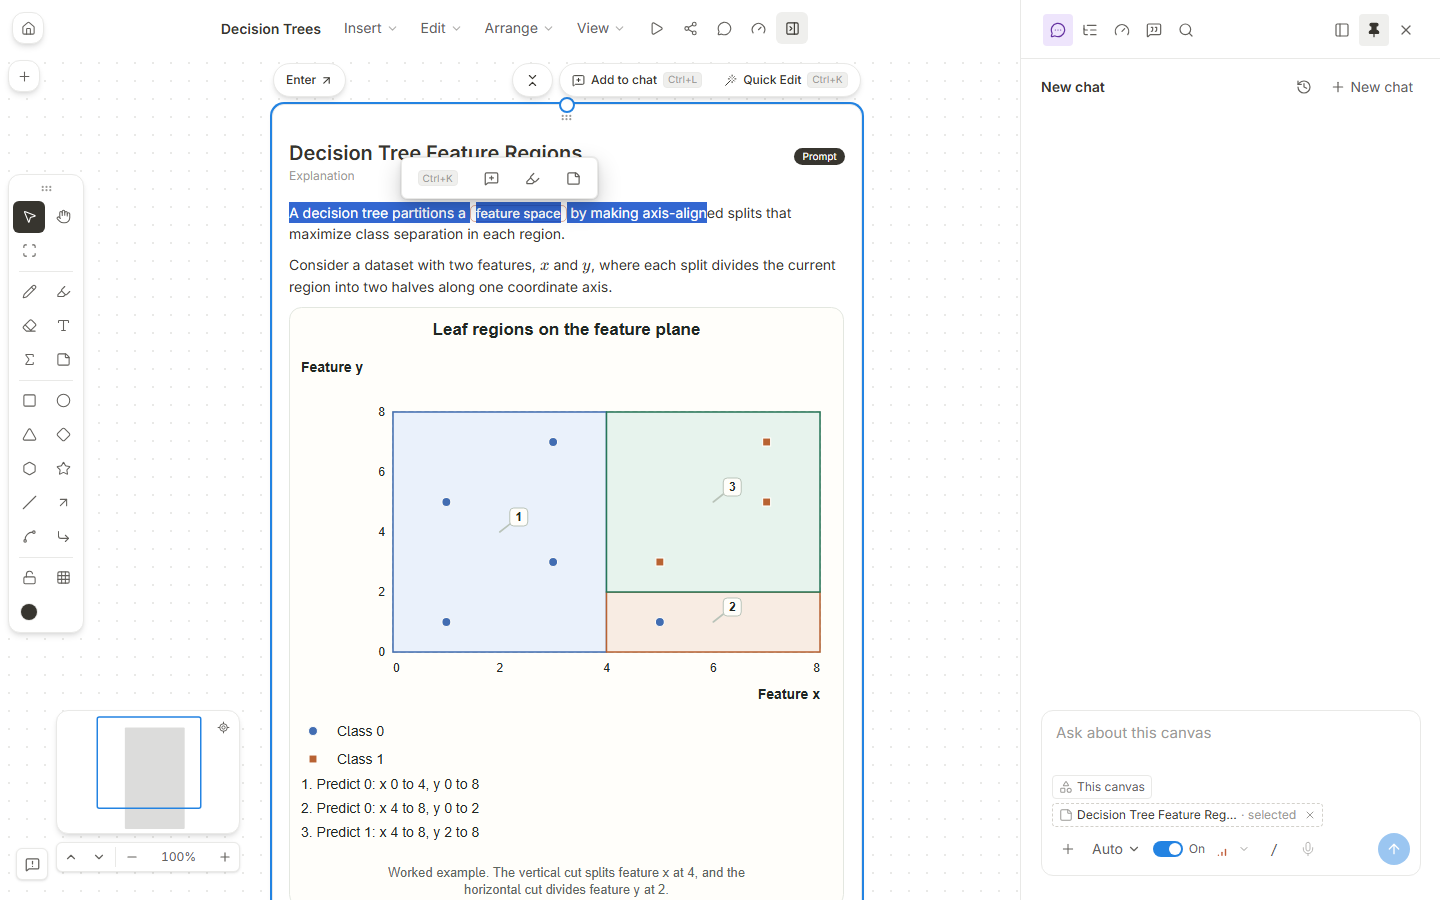 Decision Trees Insert Edit Arrange View
Enter
Add to chat Ctrl+L Quick Edit Ctrl+K
Decision Tree Feature Regions
Prompt
Explanation
Ctrl+K
A decision tree partitions a feature space by making axis-aligned splits that
maximize class separation in each region.
Consider a dataset with two features, x and y, where each split divides the current
region into two halves along one coordinate axis.
Leaf regions on the feature plane
Feature y
8
6
4
2
0
0 2 4 6 8
1
3
2
Feature x
Class 0
Class 1
1. Predict 0: x 0 to 4, y 0 to 8
2. Predict 0: x 4 to 8, y 0 to 2
3. Predict 1: x 4 to 8, y 2 to 8
Worked example. The vertical cut splits feature x at 4, and the
horizontal cut divides feature y at 2.
100%
New chat
New chat
Ask about this canvas
This canvas
Decision Tree Feature Reg... · selected
Auto On /